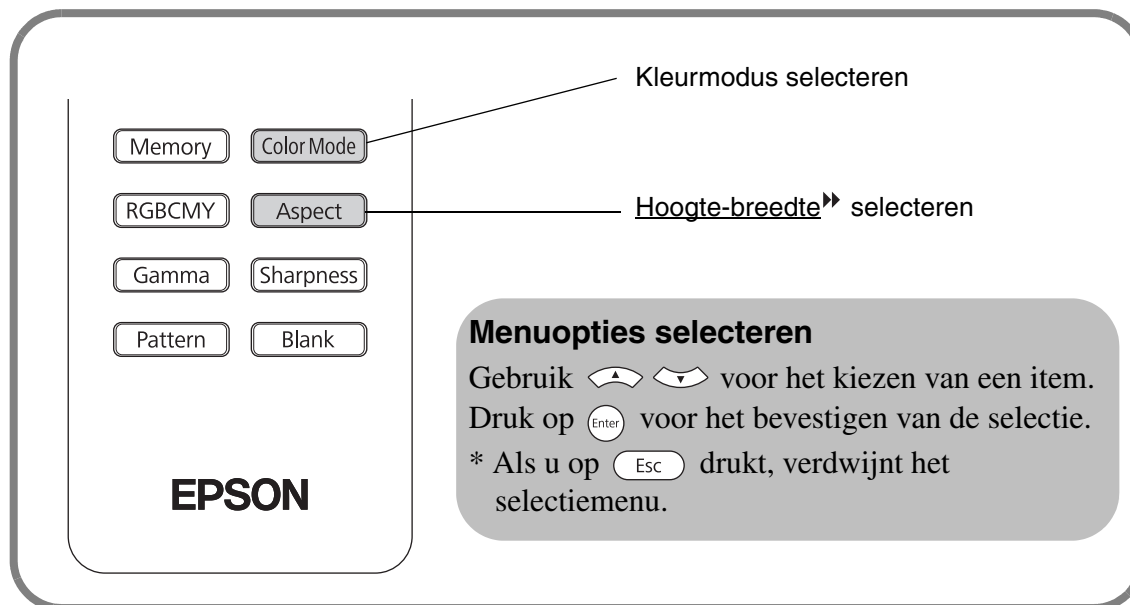 Kleurmodus selecteren
Memory Color Mode
RGBCMY Aspect
Hoogte-breedte selecteren
Gamma Sharpness
Pattern Blank
EPSON
Menuopties selecteren
Gebruik voor het kiezen van een item.
Druk op Enter voor het bevestigen van de selectie.
* Als u op Esc drukt, verdwijnt het
selectiemenu.